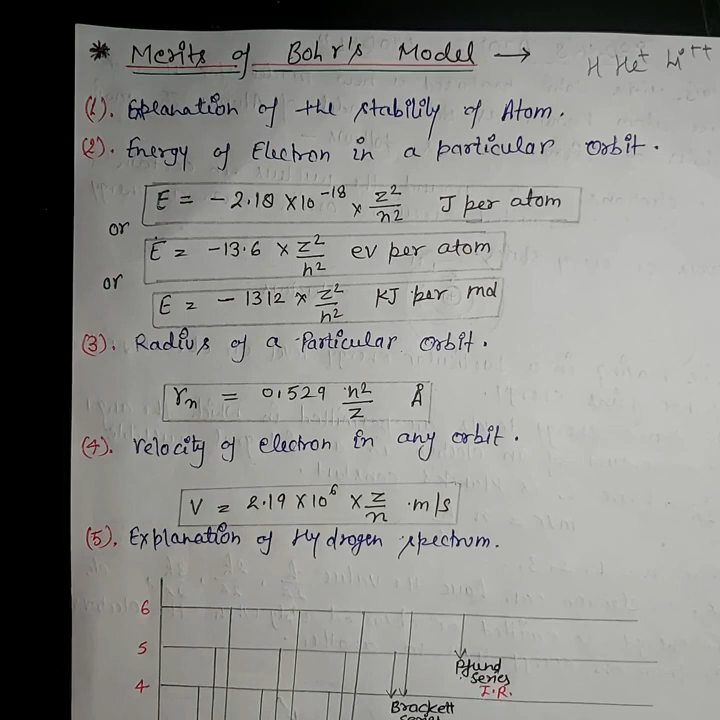 * Merits of Bohr's Model → H He+ Li++
(1). Explanation of the stability of Atom.
(2). Energy of Electron in a particular orbit.
E = -2.18 ×10^-18 × z²/n² J per atom
or
E = -13.6 × z²/n² ev per atom
or
E = - 1312 × z²/n² KJ per mol
(3). Radius of a Particular orbit.
rn = 0.529 n²/z Å
(4). Velocity of electron in any orbit.
V = 2.19 ×10^6 × z/n m/s
(5). Explanation of Hydrogen spectrum.
6
5
Pfund
Series
I.R.
4
Brackett
series